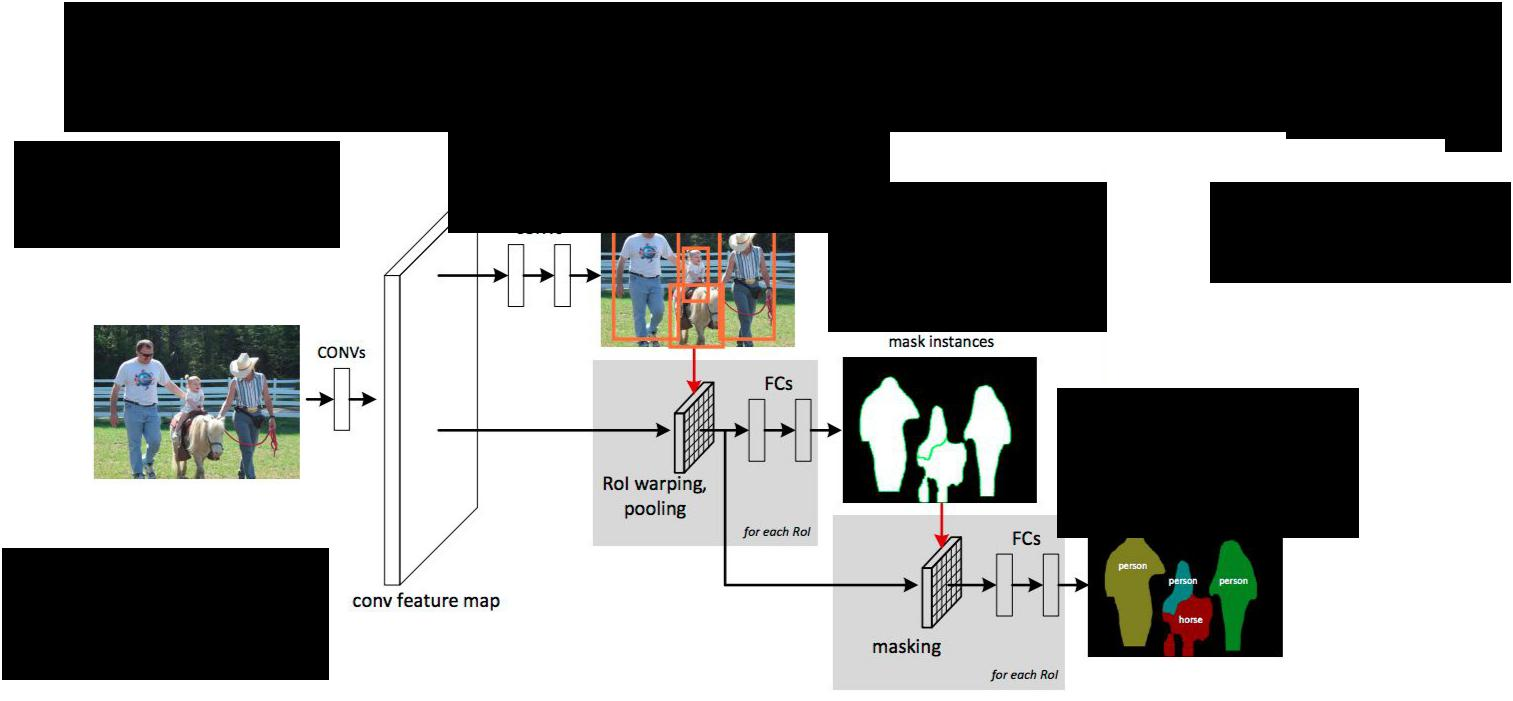 mask instances
CONVs
FCs
RoI warping,
pooling
for each RoI
FCs
person
person
person
horse
conv feature map
masking
for each RoI